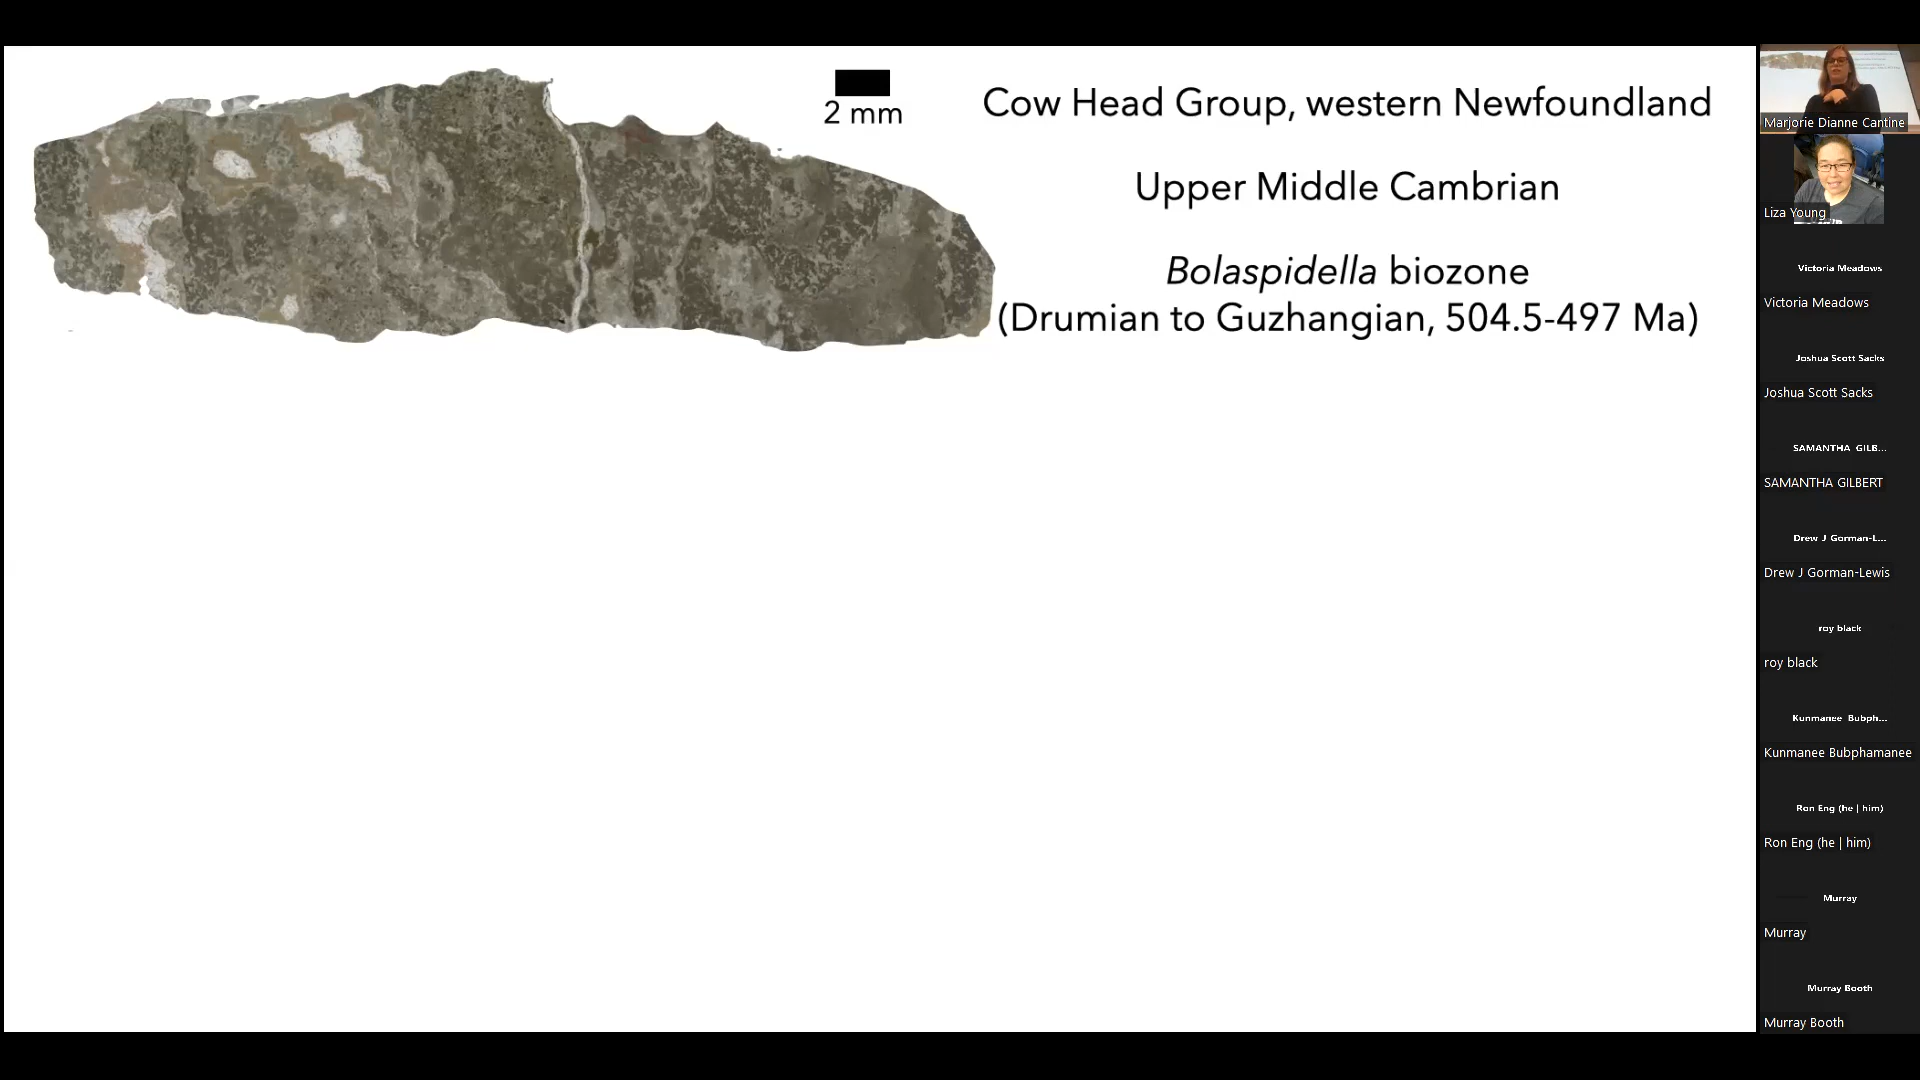 2 mm
Cow Head Group, western Newfoundland
Upper Middle Cambrian
Bolaspidella biozone
(Drumian to Guzhangian, 504.5-497 Ma)
Marjorie Dianne Cantine
Liza Young
Victoria Meadows
Victoria Meadows
Joshua Scott Sacks
Joshua Scott Sacks
SAMANTHA GILB...
SAMANTHA GILBERT
Drew J Gorman-L...
Drew J Gorman-Lewis
roy black
roy black
Kunmanee Bubph...
Kunmanee Bubphamanee
Ron Eng (he | him)
Ron Eng (he | him)
Murray
Murray
Murray Booth
Murray Booth